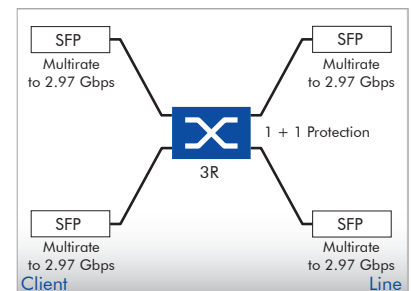 SFP
Multirate
to 2.97 Gbps
SFP
Multirate
to 2.97 Gbps
1 + 1 Protection
3R
SFP
Multirate
to 2.97 Gbps
SFP
Multirate
to 2.97 Gbps
Client
Line